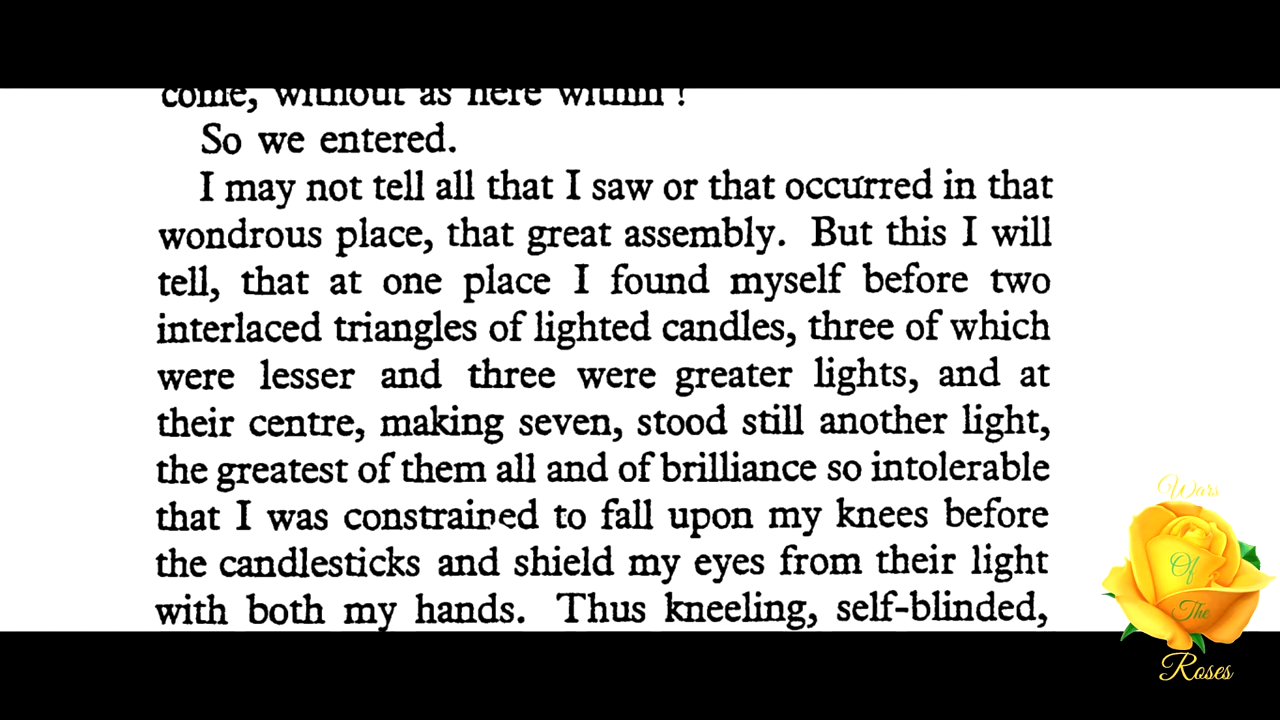 come, without as here within !
So we entered.
I may not tell all that I saw or that occurred in that
wondrous place, that great assembly. But this I will
tell, that at one place I found myself before two
interlaced triangles of lighted candles, three of which
were lesser and three were greater lights, and at
their centre, making seven, stood still another light,
the greatest of them all and of brilliance so intolerable
that I was constrained to fall upon my knees before
the candlesticks and shield my eyes from their light
with both my hands. Thus kneeling, self-blinded,
Wars
Of
The
Roses